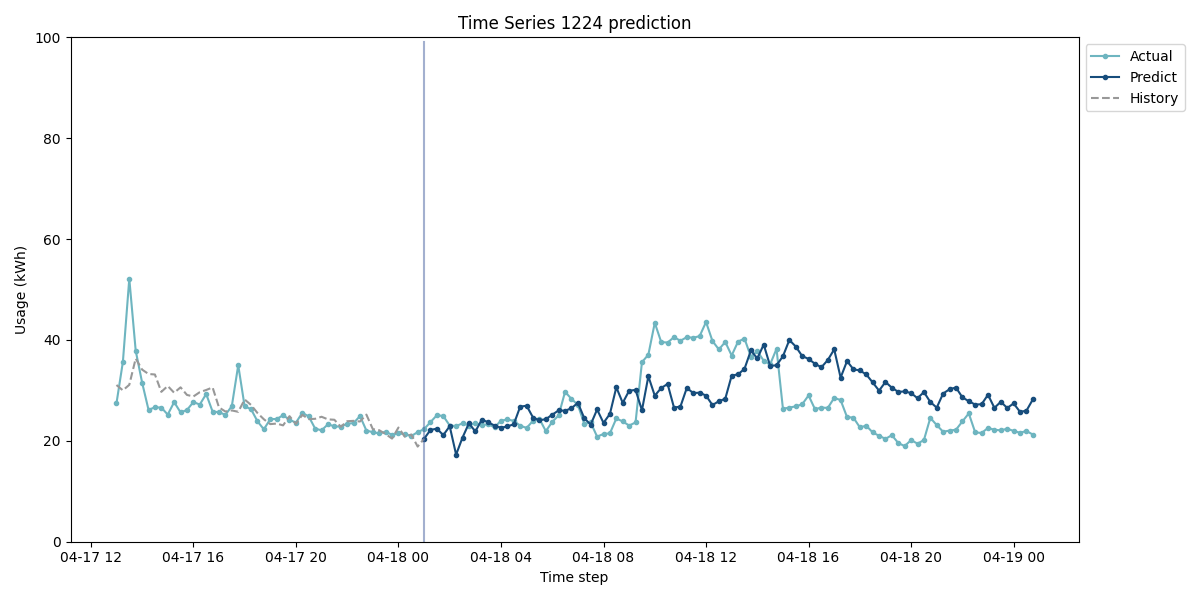 Time Series 1224 prediction
100
80
60
40
20
0
Usage (kWh)
04-17 12
04-17 16
04-17 20
04-18 00
04-18 04
04-18 08
04-18 12
04-18 16
04-18 20
04-19 00
Time step
Actual
Predict
History